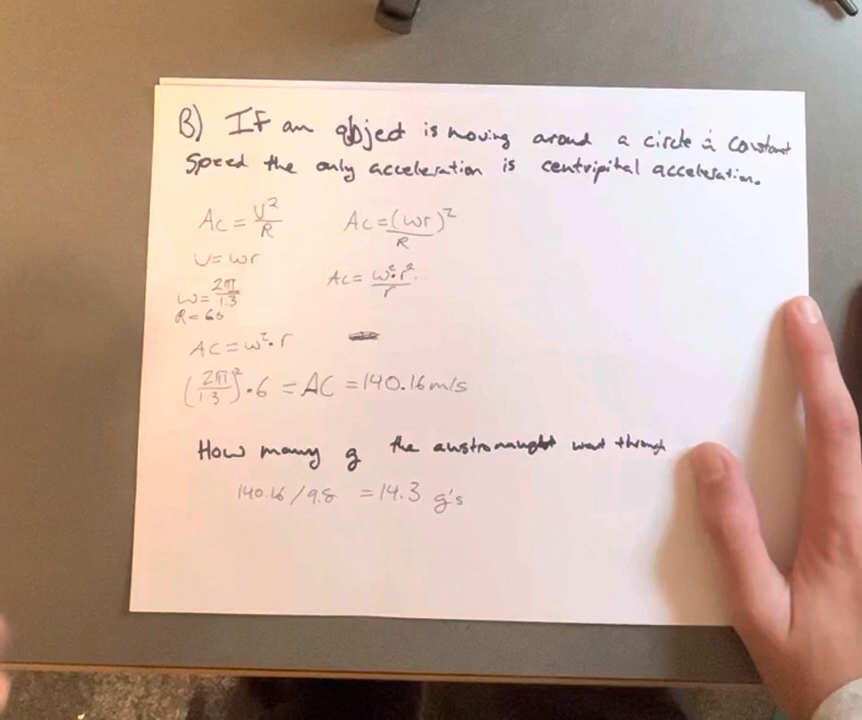 B) If an object is moving around a circle a constant
Speed the only acceleration is centripital acceleration.
Ac = V²/R
Ac = (wr)²/R
V = wr
Ac = w²·r²/r
w = 2π/1.3
R = 6
Ac = w²·r
(2π/1.3)²·6 = AC = 140.16 m/s
How many g the austronaught went through
140.16/9.8 = 14.3 g's